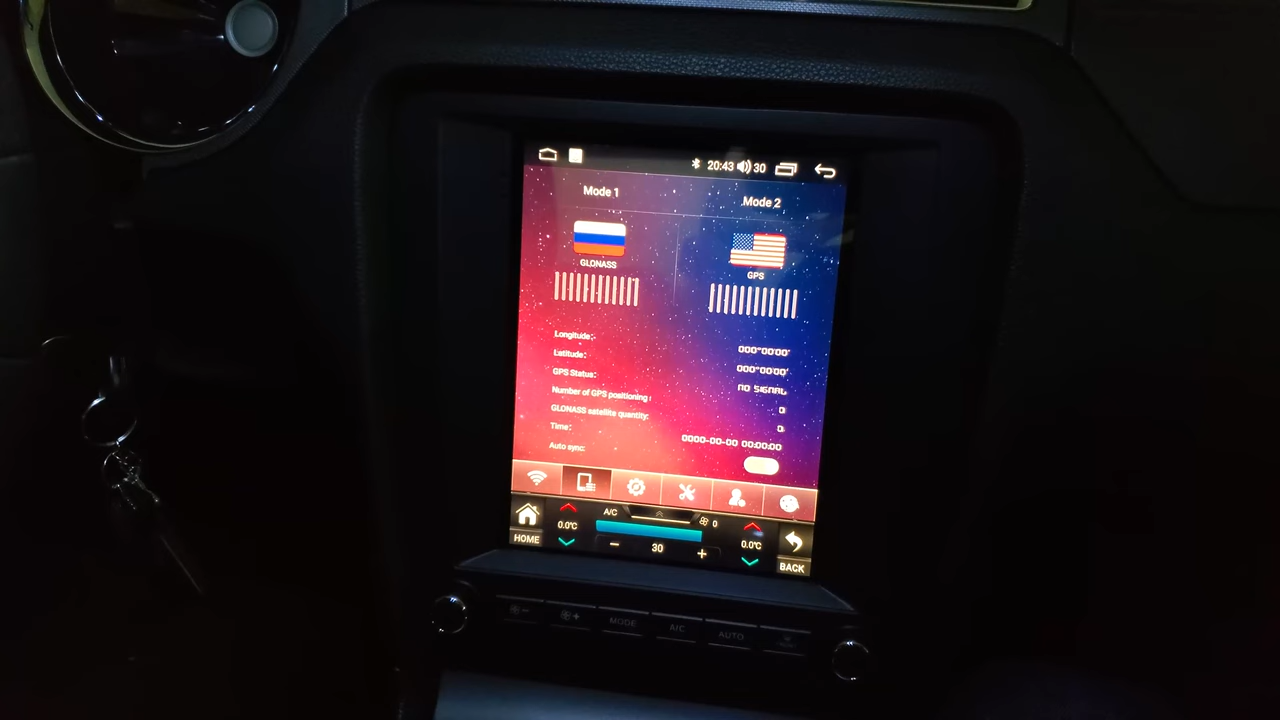 20:43 30
Mode 1
Mode 2
GLONASS
GPS
Longitude: 000°00'00"
Latitude: 000°00'00"
GPS Status: NO SIGNAL
Number of GPS positioning 0
GLONASS satellite quantity: 0
Time: 0000-00-00 00:00:00
Auto sync:
A/C 0
0.0°C 0.0°C
HOME - 30 + BACK
MODE A/C AUTO